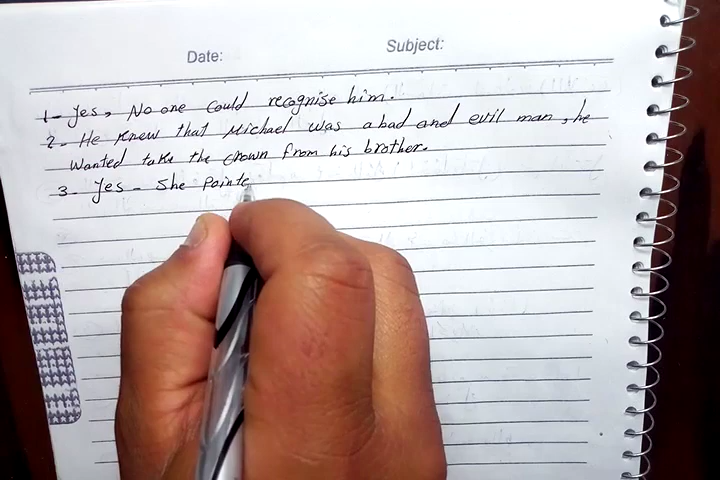 Date: Subject:
1- Yes, No one could recognise him.
2- He knew that Michael was a bad and evil man, he
wanted take the crown from his brother.
3- Yes - She pointe